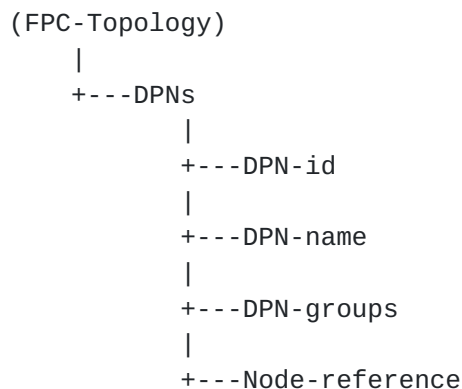 (FPC-Topology)
|
+---DPNs
|
+---DPN-id
|
+---DPN-name
|
+---DPN-groups
|
+---Node-reference